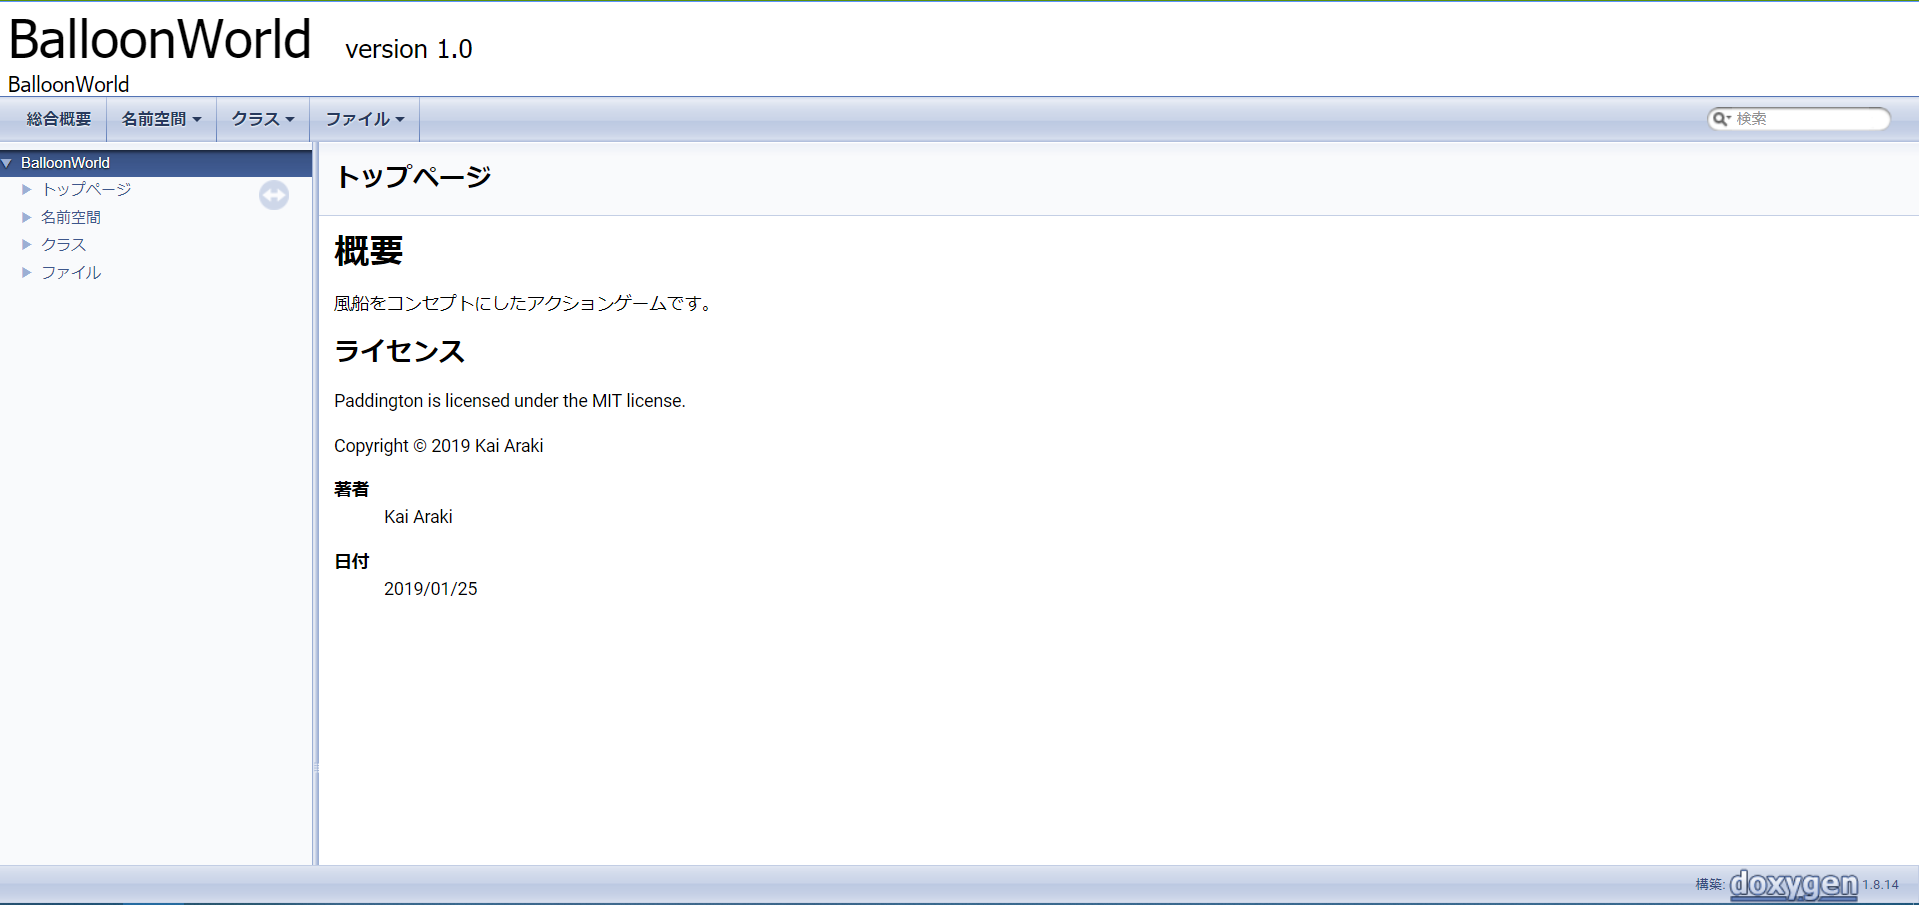 BalloonWorld version 1.0
BalloonWorld
総合概要 名前空間 クラス ファイル 検索
BalloonWorld
トップページ
名前空間
クラス
ファイル
トップページ
概要
風船をコンセプトにしたアクションゲームです。
ライセンス
Paddington is licensed under the MIT license.
Copyright © 2019 Kai Araki
著者
Kai Araki
日付
2019/01/25
構築: doxygen 1.8.14